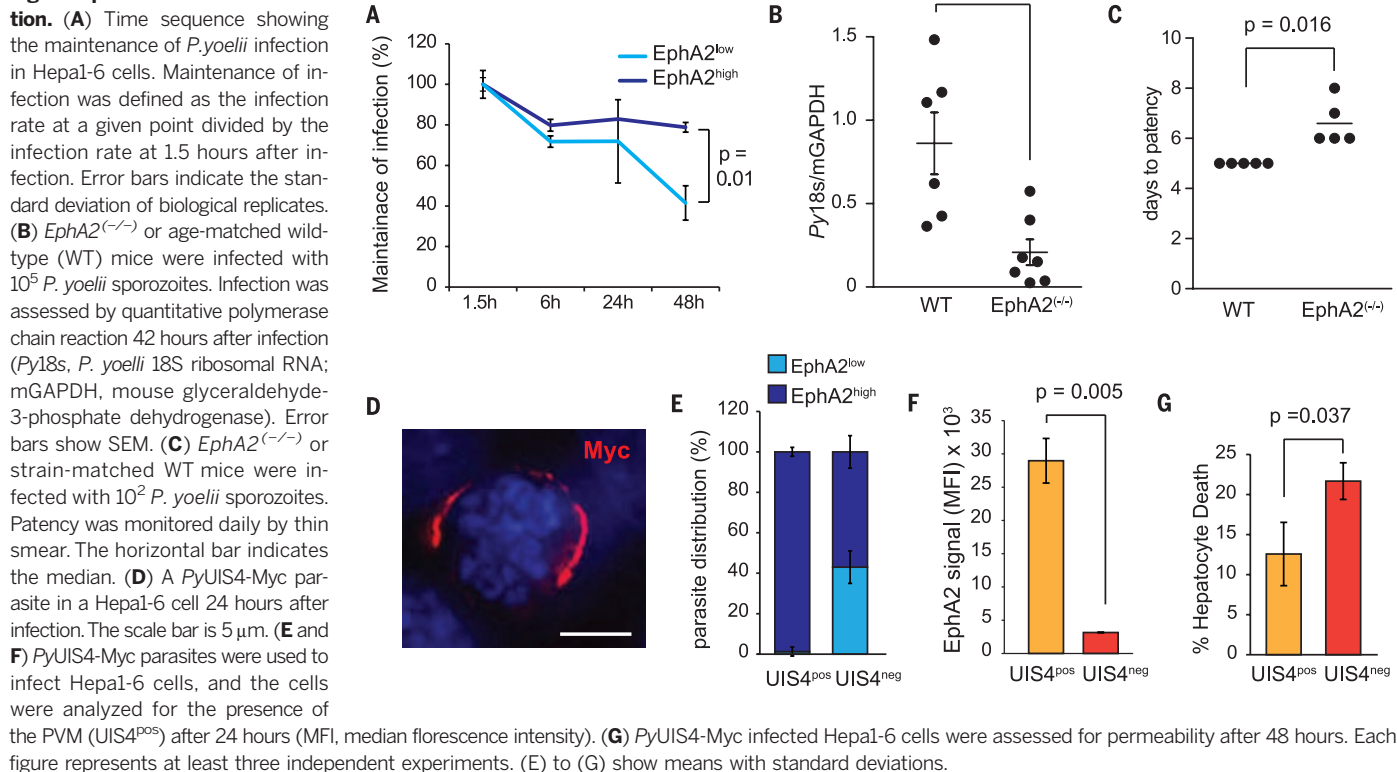 tion. (A) Time sequence showing
the maintenance of P.yoelii infection
in Hepa1-6 cells. Maintenance of in-
fection was defined as the infection
rate at a given point divided by the
infection rate at 1.5 hours after in-
fection. Error bars indicate the stan-
dard deviation of biological replicates.
(B) EphA2(−/−) or age-matched wild-
type (WT) mice were infected with
10⁵ P. yoelii sporozoites. Infection was
assessed by quantitative polymerase
chain reaction 42 hours after infection
(Py18s, P. yoelli 18S ribosomal RNA;
mGAPDH, mouse glyceraldehyde-
3-phosphate dehydrogenase). Error
bars show SEM. (C) EphA2(−/−) or
strain-matched WT mice were in-
fected with 10² P. yoelii sporozoites.
Patency was monitored daily by thin
smear. The horizontal bar indicates
the median. (D) A PyUIS4-Myc par-
asite in a Hepa1-6 cell 24 hours after
infection. The scale bar is 5 μm. (E and
F) PyUIS4-Myc parasites were used to
infect Hepa1-6 cells, and the cells
were analyzed for the presence of
the PVM (UIS4pos) after 24 hours (MFI, median florescence intensity). (G) PyUIS4-Myc infected Hepa1-6 cells were assessed for permeability after 48 hours. Each
figure represents at least three independent experiments. (E) to (G) show means with standard deviations.
A
Maintainace of infection (%)
120
100
80
60
40
20
0
EphA2low
EphA2high
p =
0.01
1.5h 6h 24h 48h
B
Py18s/mGAPDH
1.5
1.0
0.5
0
WT EphA2(-/-)
C
days to patency
10
8
6
4
2
0
p = 0.016
WT EphA2(-/-)
D
Myc
E
EphA2low
EphA2high
parasite distribution (%)
120
100
80
60
40
20
0
UIS4pos UIS4neg
F
p = 0.005
EphA2 signal (MFI) x 10³
35
30
25
20
15
10
5
0
UIS4pos UIS4neg
G
p =0.037
% Hepatocyte Death
25
20
15
10
5
0
UIS4pos UIS4neg